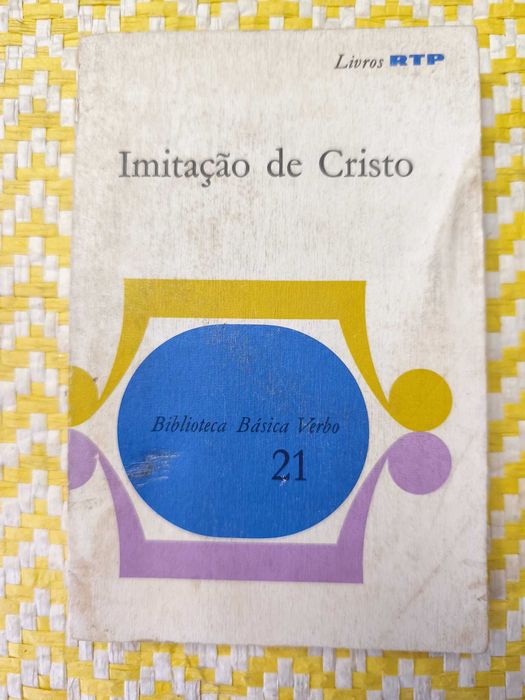 Livros RTP
Imitação de Cristo
Biblioteca Básica Verbo
21